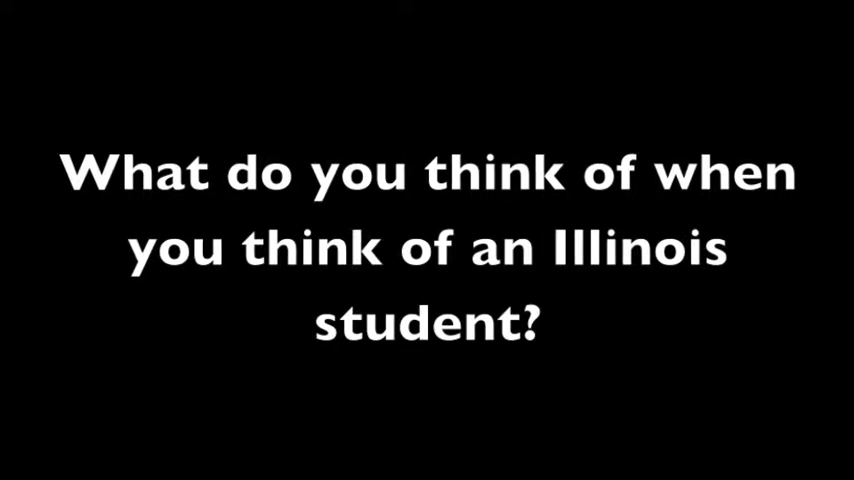 What do you think of when
you think of an Illinois
student?